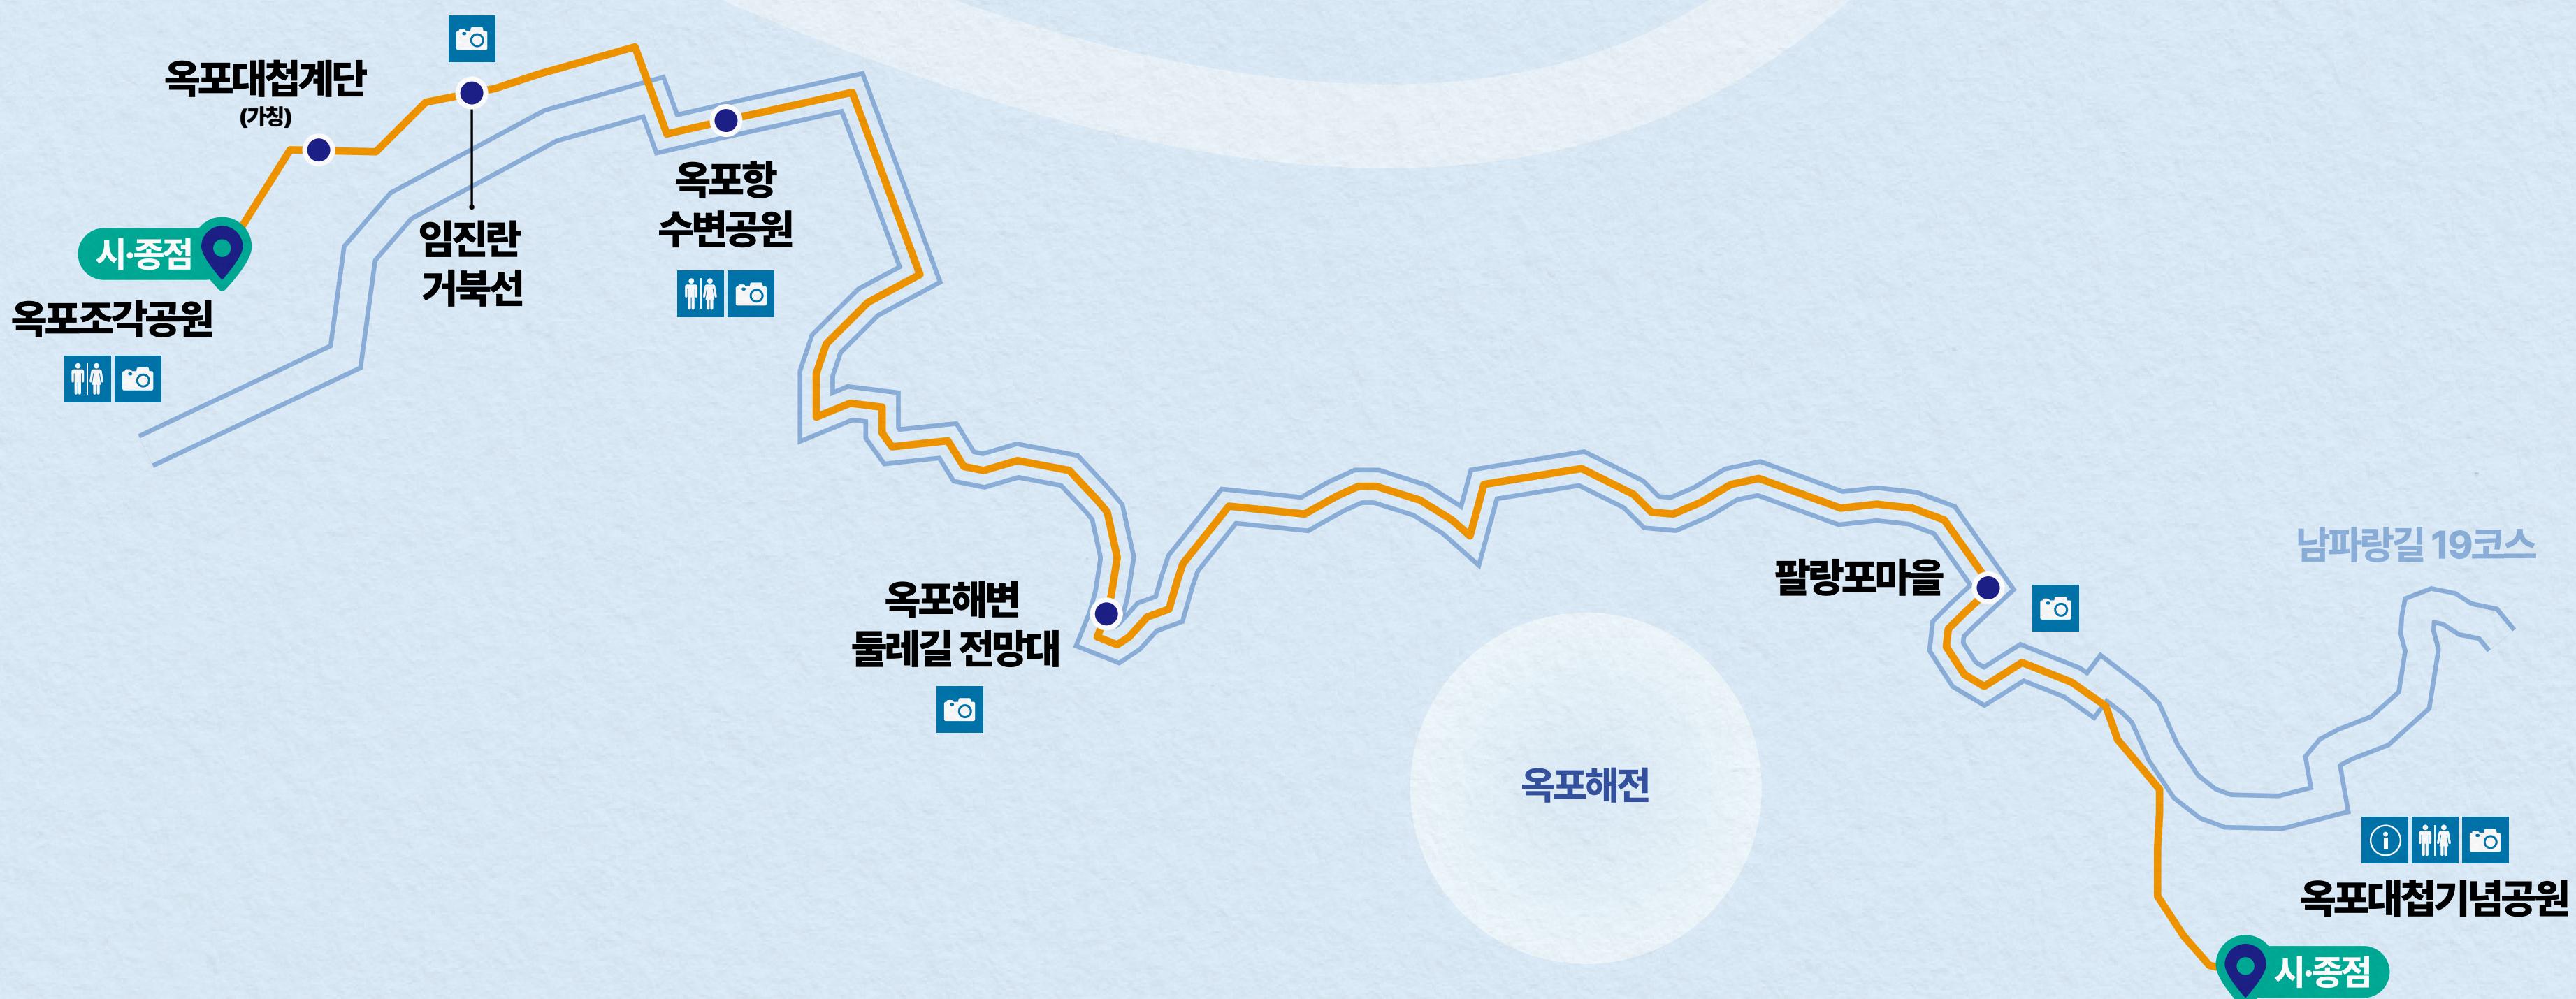 옥포대첩계단
(가칭)
시·종점
옥포조각공원
임진란
거북선
옥포항
수변공원
옥포해변
둘레길 전망대
팔랑포마을
남파랑길 19코스
옥포해전
옥포대첩기념공원
시·종점